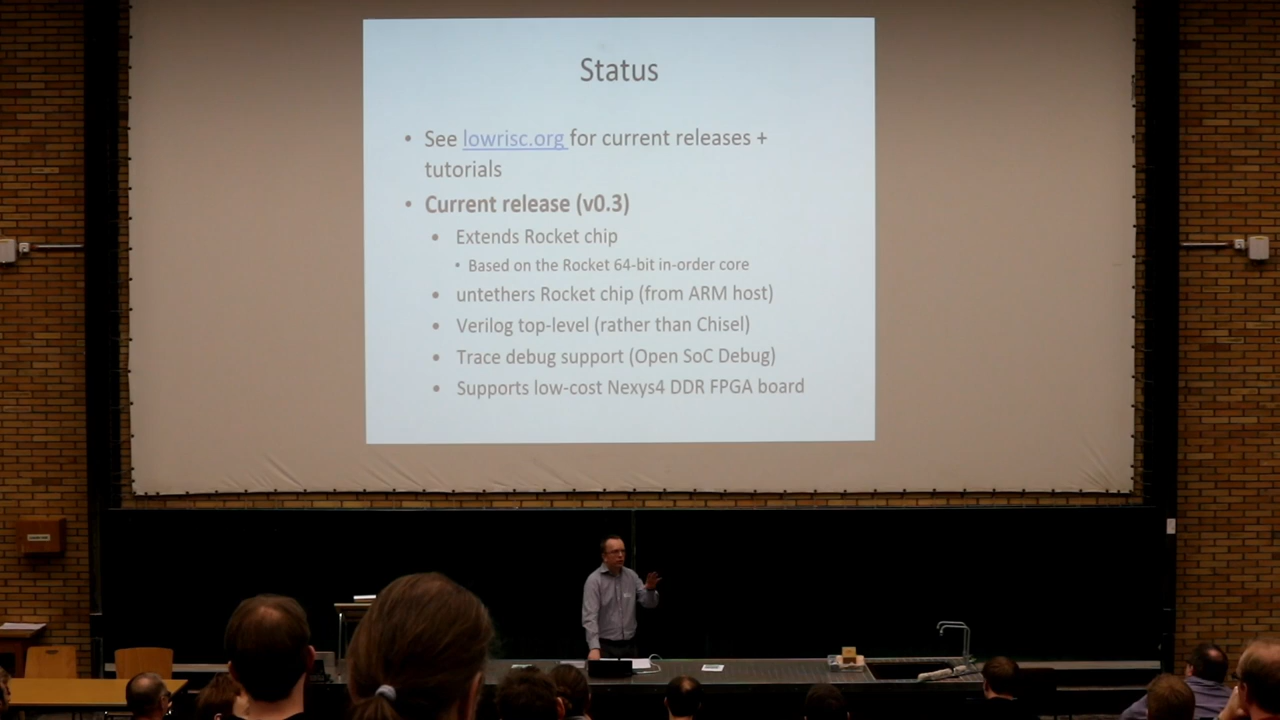 Status
• See lowrisc.org for current releases +
tutorials
• Current release (v0.3)
• Extends Rocket chip
• Based on the Rocket 64-bit in-order core
• untethers Rocket chip (from ARM host)
• Verilog top-level (rather than Chisel)
• Trace debug support (Open SoC Debug)
• Supports low-cost Nexys4 DDR FPGA board